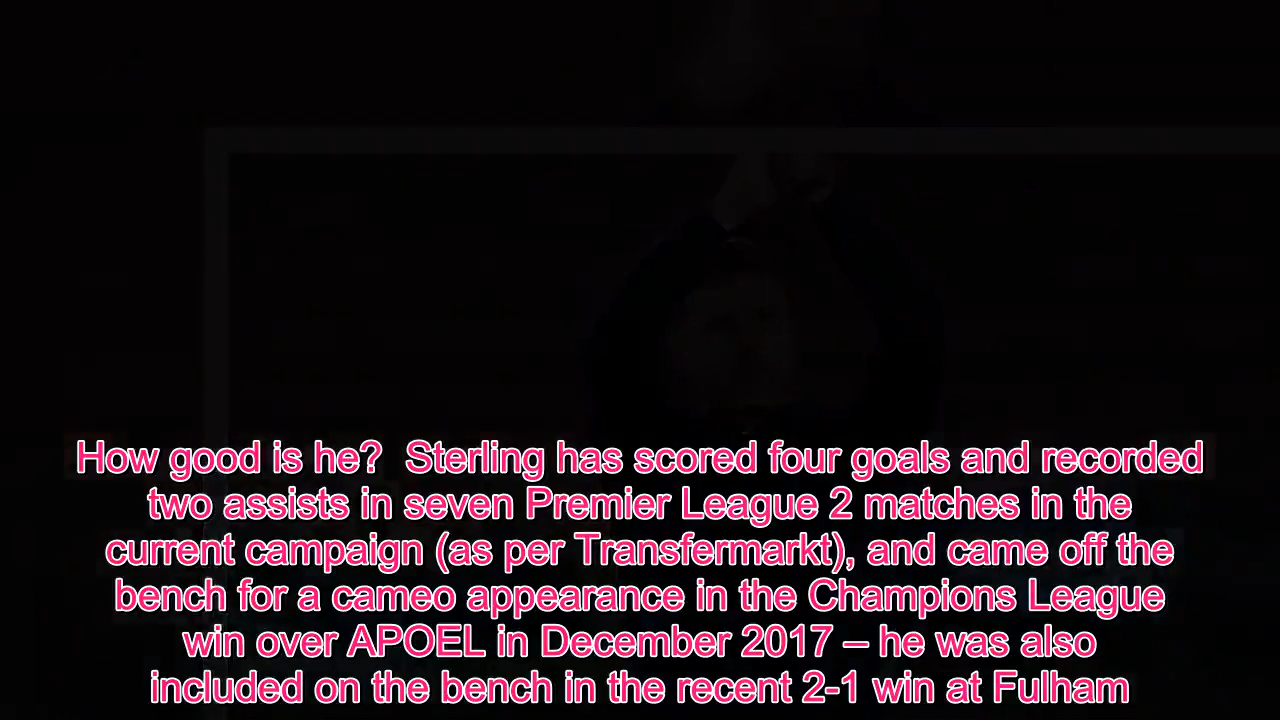 How good is he?  Sterling has scored four goals and recorded
two assists in seven Premier League 2 matches in the
current campaign (as per Transfermarkt), and came off the
bench for a cameo appearance in the Champions League
win over APOEL in December 2017 – he was also
included on the bench in the recent 2-1 win at Fulham